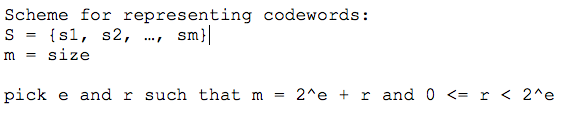 Scheme for representing codewords:
S = {s1, s2, …, sm}
m = size
pick e and r such that m = 2^e + r and 0 <= r < 2^e